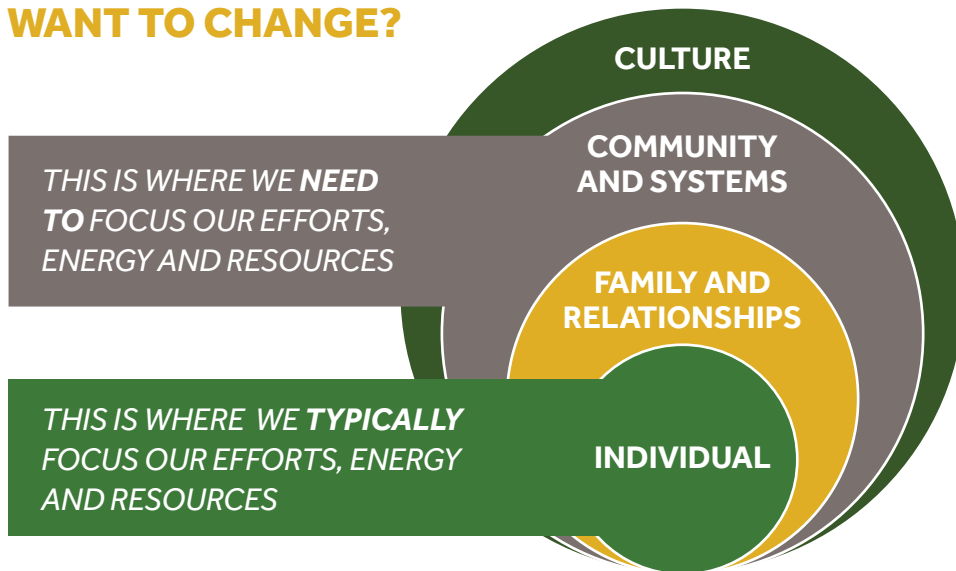 WANT TO CHANGE?
CULTURE
COMMUNITY
AND SYSTEMS
THIS IS WHERE WE NEED
TO FOCUS OUR EFFORTS,
ENERGY AND RESOURCES
FAMILY AND
RELATIONSHIPS
THIS IS WHERE WE TYPICALLY
FOCUS OUR EFFORTS, ENERGY
AND RESOURCES
INDIVIDUAL